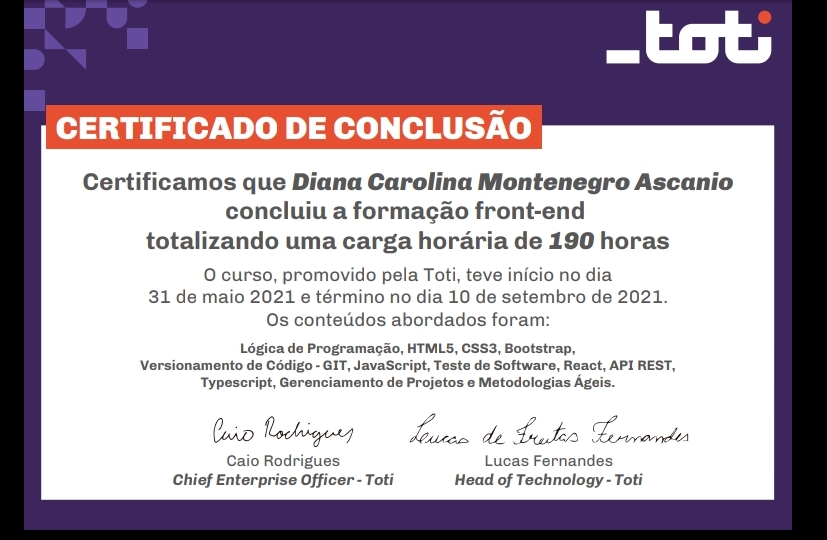 _toti
CERTIFICADO DE CONCLUSÃO
Certificamos que Diana Carolina Montenegro Ascanio
concluiu a formação front-end
totalizando uma carga horária de 190 horas
O curso, promovido pela Toti, teve início no dia
31 de maio 2021 e término no dia 10 de setembro de 2021.
Os conteúdos abordados foram:
Lógica de Programação, HTML5, CSS3, Bootstrap,
Versionamento de Código - GIT, JavaScript, Teste de Software, React, API REST,
Typescript, Gerenciamento de Projetos e Metodologias Ágeis.
Caio Rodrigues Leucas de Freitas Fernandes
Caio Rodrigues Lucas Fernandes
Chief Enterprise Officer - Toti Head of Technology - Toti